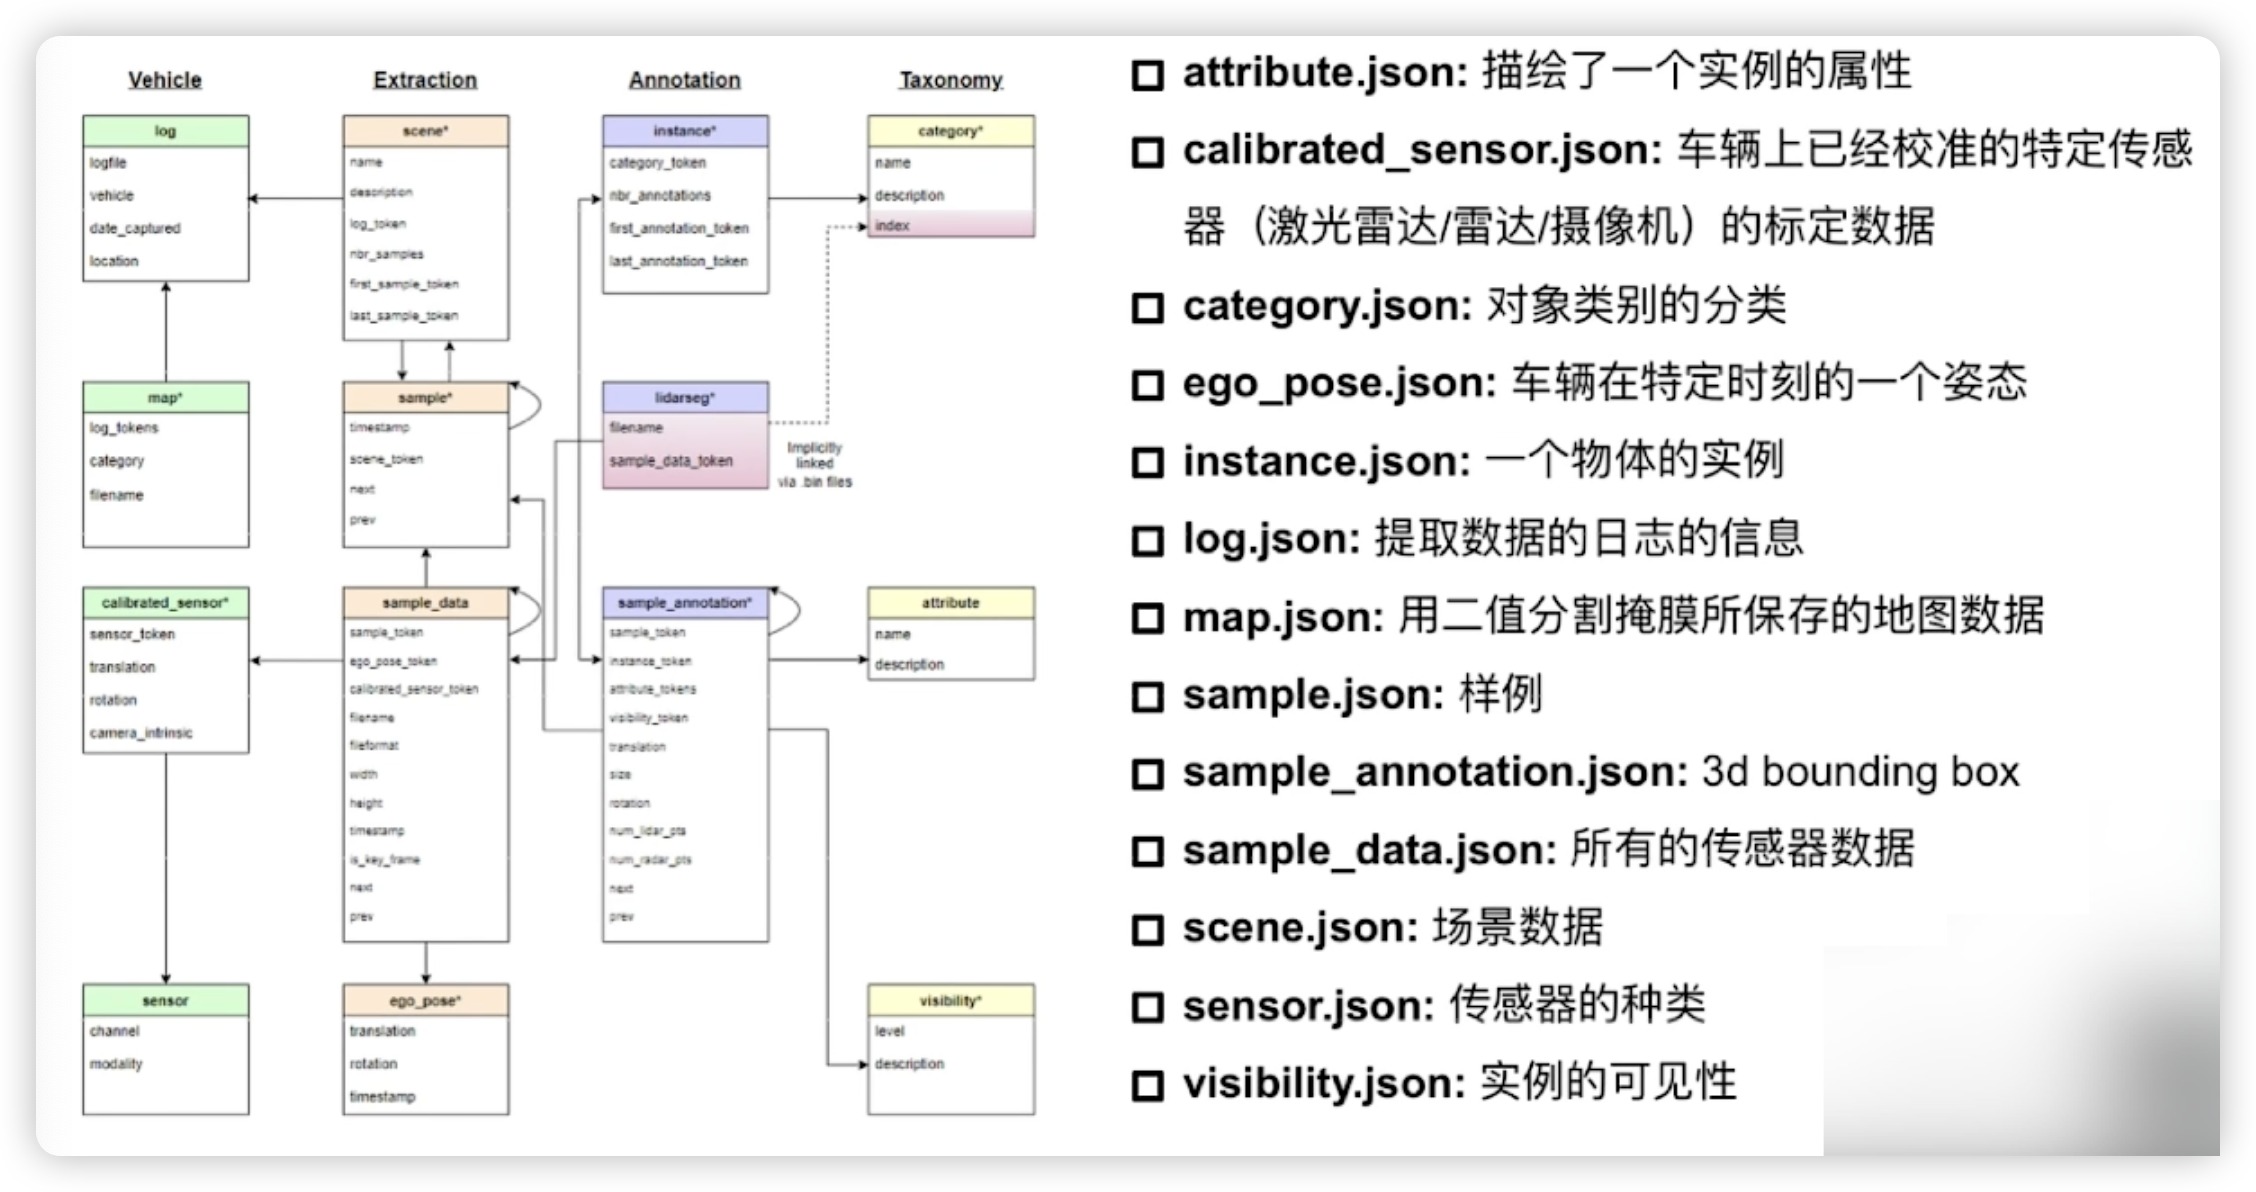 Vehicle
log
logfile
vehicle
date_captured
location
map*
log_tokens
category
filename
calibrated_sensor*
sensor_token
translation
rotation
camera_intrinsic
sensor
channel
modality
Extraction
scene*
name
description
log_token
nbr_samples
first_sample_token
last_sample_token
sample*
timestamp
scene_token
next
prev
sample_data
sample_token
ego_pose_token
calibrated_sensor_token
filename
fileformat
width
height
timestamp
is_key_frame
next
prev
ego_pose*
translation
rotation
timestamp
Annotation
instance*
category_token
nbr_annotations
first_annotation_token
last_annotation_token
lidarseg*
filename
sample_data_token
Implicitly
linked
via .bin files
sample_annotation*
sample_token
instance_token
attribute_tokens
visibility_token
translation
size
rotation
num_lidar_pts
num_radar_pts
next
prev
Taxonomy
category*
name
description
index
attribute
name
description
visibility*
level
description
attribute.json: 描绘了一个实例的属性
calibrated_sensor.json: 车辆上已经校准的特定传感
器（激光雷达/雷达/摄像机）的标定数据
category.json: 对象类别的分类
ego_pose.json: 车辆在特定时刻的一个姿态
instance.json: 一个物体的实例
log.json: 提取数据的日志的信息
map.json: 用二值分割掩膜所保存的地图数据
sample.json: 样例
sample_annotation.json: 3d bounding box
sample_data.json: 所有的传感器数据
scene.json: 场景数据
sensor.json: 传感器的种类
visibility.json: 实例的可见性